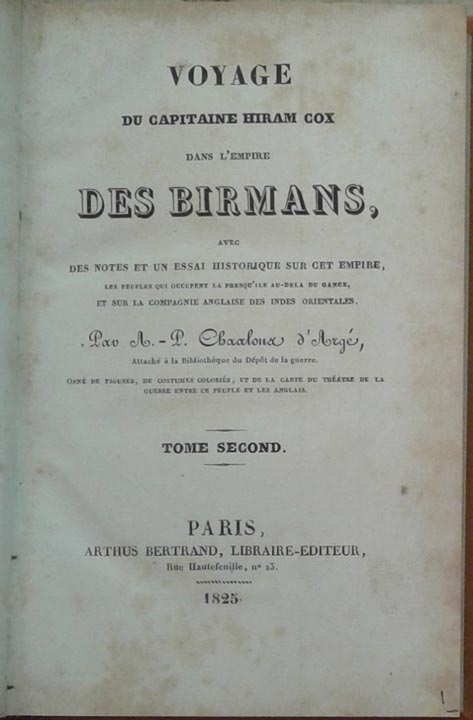 VOYAGE
DU CAPITAINE HIRAM COX
DANS L'EMPIRE
DES BIRMANS,
AVEC
DES NOTES ET UN ESSAI HISTORIQUE SUR CET EMPIRE,
LES PEUPLES QUI OCCUPENT LA PRESQU'ILE AU-DELA DU GANGE,
ET SUR LA COMPAGNIE ANGLAISE DES INDES ORIENTALES.
Par A.-P. Chaalons d'Argé,
Attaché à la Bibliothèque du Dépôt de la guerre.
ORNÉ DE FIGURES, DE COSTUMES COLORIÉS, ET DE LA CARTE DU THÉÂTRE DE LA
GUERRE ENTRE CE PEUPLE ET LES ANGLAIS.
TOME SECOND.
PARIS,
ARTHUS BERTRAND, LIBRAIRE-EDITEUR,
Rue Hautefeuille, nº 23.
1825.